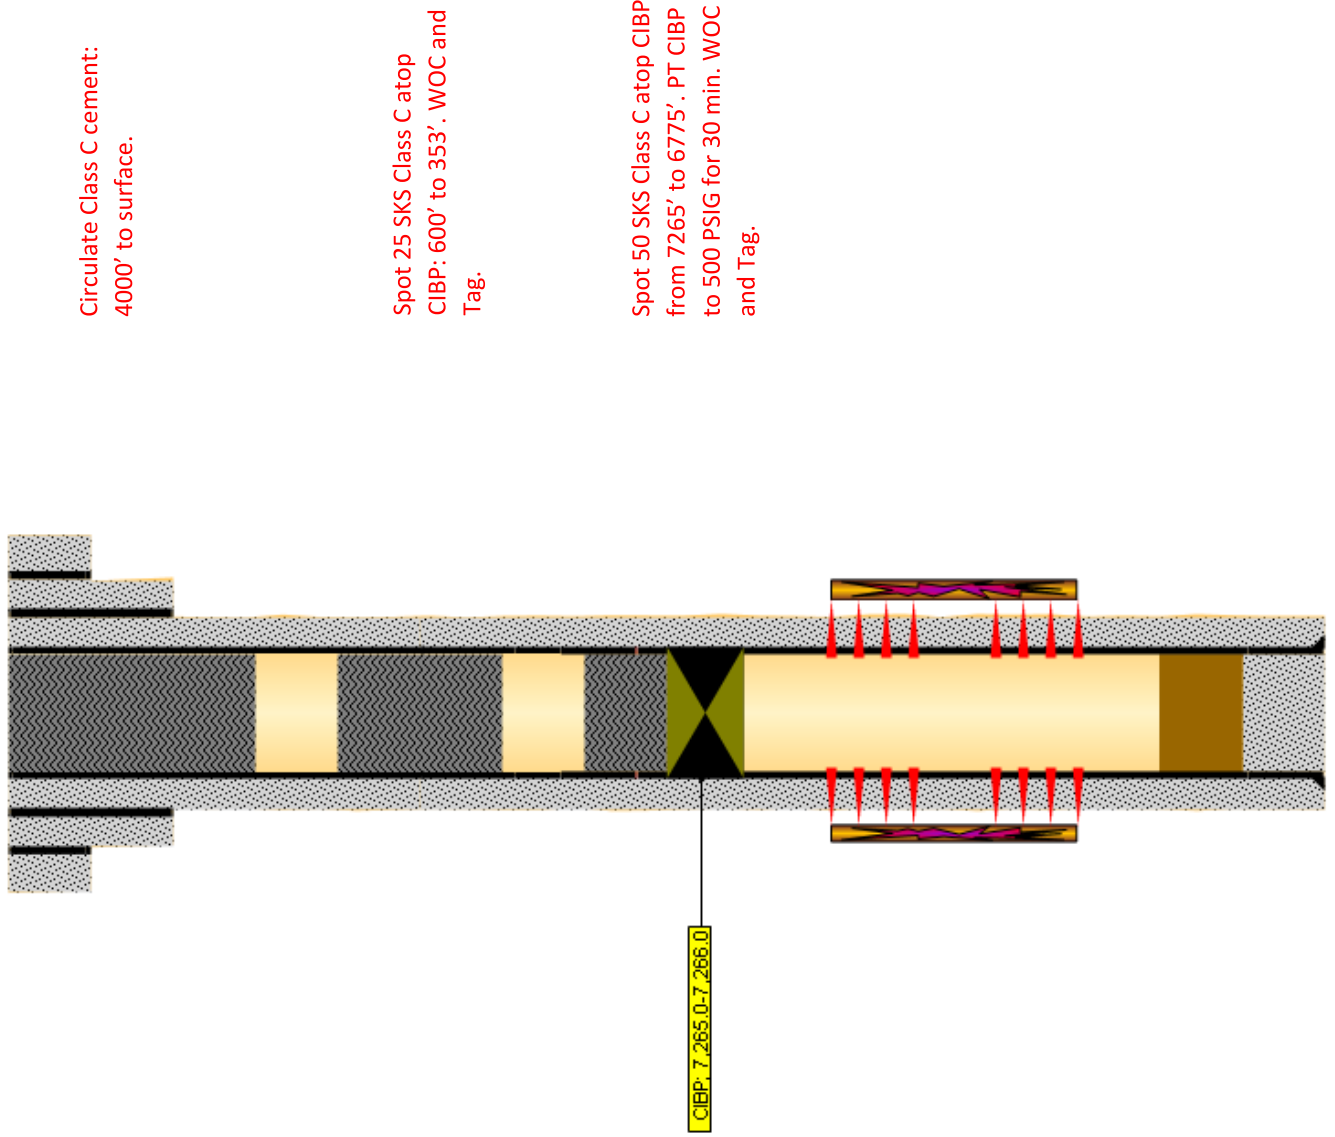 Circulate Class C cement:
4000’ to surface.
Spot 25 SKS Class C atop
CIBP: 600’ to 353’. WOC and
Tag.
Spot 50 SKS Class C atop CIBP
from 7265’ to 6775’. PT CIBP
to 500 PSIG for 30 min. WOC
and Tag.
CIBP; 7,265.0-7,266.0